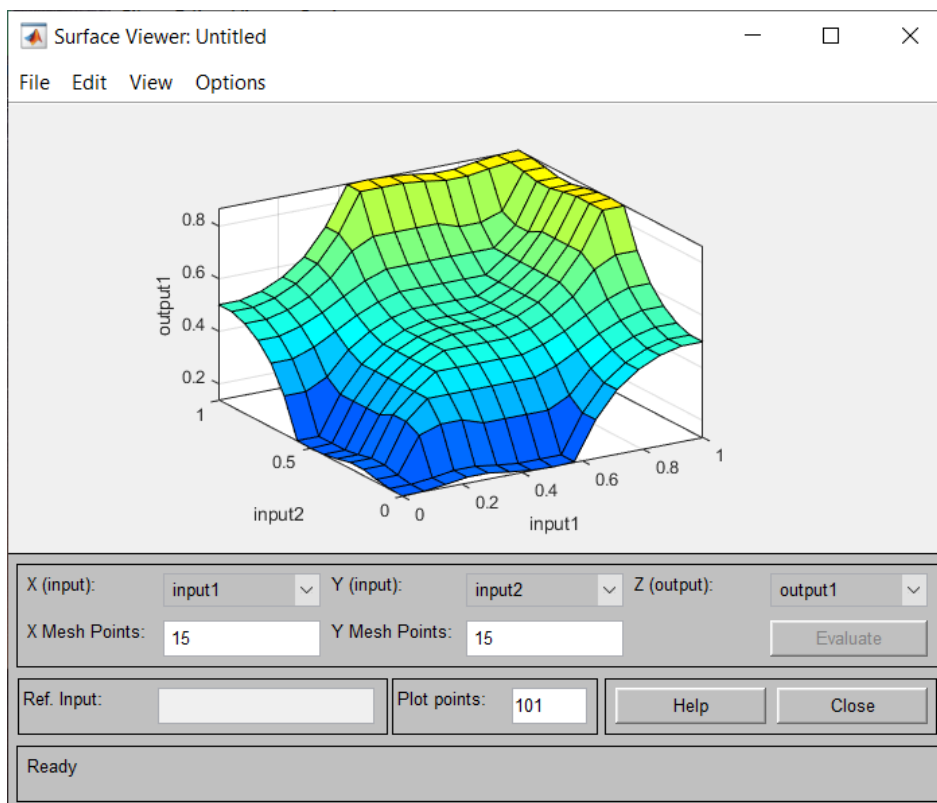 Surface Viewer: Untitled
File Edit View Options
0.8
0.6
0.4
0.2
output1
1
0.5
0
input2
0
0.2
0.4
0.6
0.8
1
input1
X (input): input1 Y (input): input2 Z (output): output1
X Mesh Points: 15 Y Mesh Points: 15 Evaluate
Ref. Input: Plot points: 101 Help Close
Ready